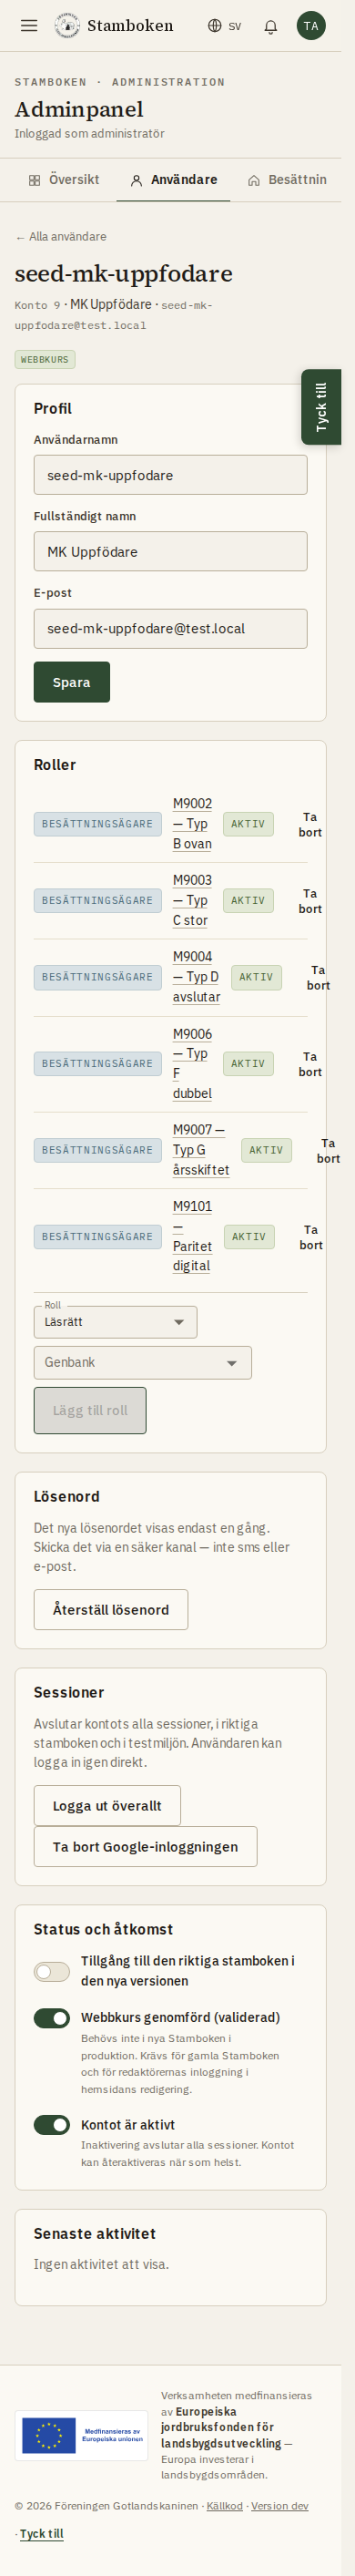 Stamboken
SV
TA
STAMBOKEN · ADMINISTRATION
Adminpanel
Inloggad som administratör
Översikt
Användare
Besättnin
← Alla användare
seed-mk-uppfodare
Konto 9 · MK Uppfödare · seed-mk-
uppfodare@test.local
WEBBKURS
Tyck till
Profil
Användarnamn
seed-mk-uppfodare
Fullständigt namn
MK Uppfödare
E-post
seed-mk-uppfodare@test.local
Spara
Roller
BESÄTTNINGSÄGARE
M9002
— Typ
B ovan
AKTIV
Ta
bort
BESÄTTNINGSÄGARE
M9003
— Typ
C stor
AKTIV
Ta
bort
BESÄTTNINGSÄGARE
M9004
— Typ D
avslutar
AKTIV
Ta
bort
BESÄTTNINGSÄGARE
M9006
— Typ
F
dubbel
AKTIV
Ta
bort
BESÄTTNINGSÄGARE
M9007 —
Typ G
årsskiftet
AKTIV
Ta
bort
BESÄTTNINGSÄGARE
M9101
—
Paritet
digital
AKTIV
Ta
bort
Roll
Läsrätt
Genbank
Lägg till roll
Lösenord
Det nya lösenordet visas endast en gång.
Skicka det via en säker kanal — inte sms eller
e-post.
Återställ lösenord
Sessioner
Avslutar kontots alla sessioner, i riktiga
stamboken och i testmiljön. Användaren kan
logga in igen direkt.
Logga ut överallt
Ta bort Google-inloggningen
Status och åtkomst
Tillgång till den riktiga stamboken i
den nya versionen
Webbkurs genomförd (validerad)
Behövs inte i nya Stamboken i
produktion. Krävs för gamla Stamboken
och för redaktörernas inloggning i
hemsidans redigering.
Kontot är aktivt
Inaktivering avslutar alla sessioner. Kontot
kan återaktiveras när som helst.
Senaste aktivitet
Ingen aktivitet att visa.
Medfinansieras av
Europeiska unionen
Verksamheten medfinansieras
av Europeiska
jordbruksfonden för
landsbygdsutveckling —
Europa investerar i
landsbygdsområden.
© 2026 Föreningen Gotlandskaninen · Källkod · Version dev
· Tyck till